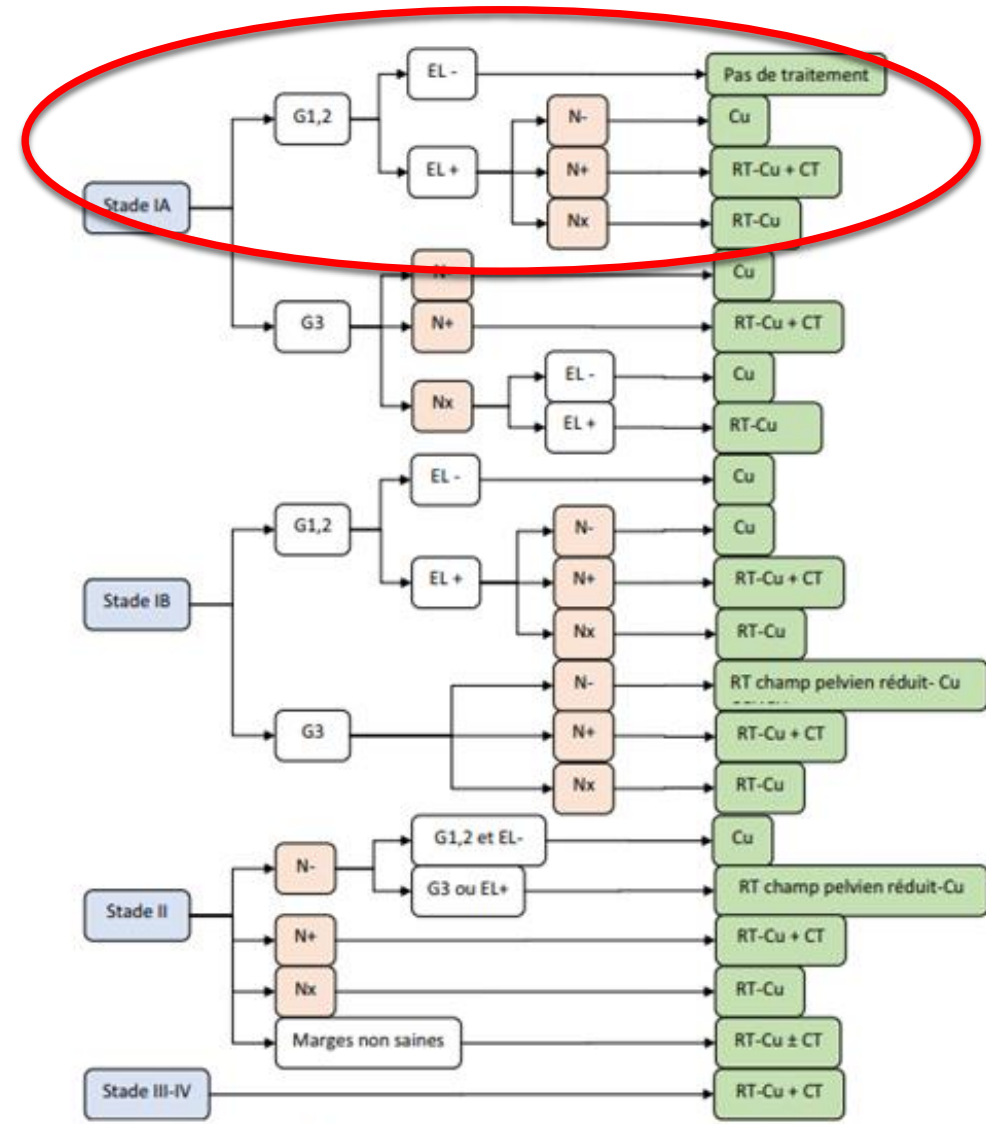 EL -
Pas de traitement
G1,2
N-
Cu
EL +
N+
RT-Cu + CT
Stade IA
Nx
RT-Cu
N-
Cu
G3
N+
RT-Cu + CT
EL -
Cu
Nx
EL +
RT-Cu
EL -
Cu
G1,2
N-
Cu
EL +
N+
RT-Cu + CT
Stade IB
Nx
RT-Cu
N-
RT champ pelvien réduit- Cu
G3
N+
RT-Cu + CT
Nx
RT-Cu
G1,2 et EL-
Cu
N-
G3 ou EL+
RT champ pelvien réduit-Cu
Stade II
N+
RT-Cu + CT
Nx
RT-Cu
Marges non saines
RT-Cu ± CT
Stade III-IV
RT-Cu + CT